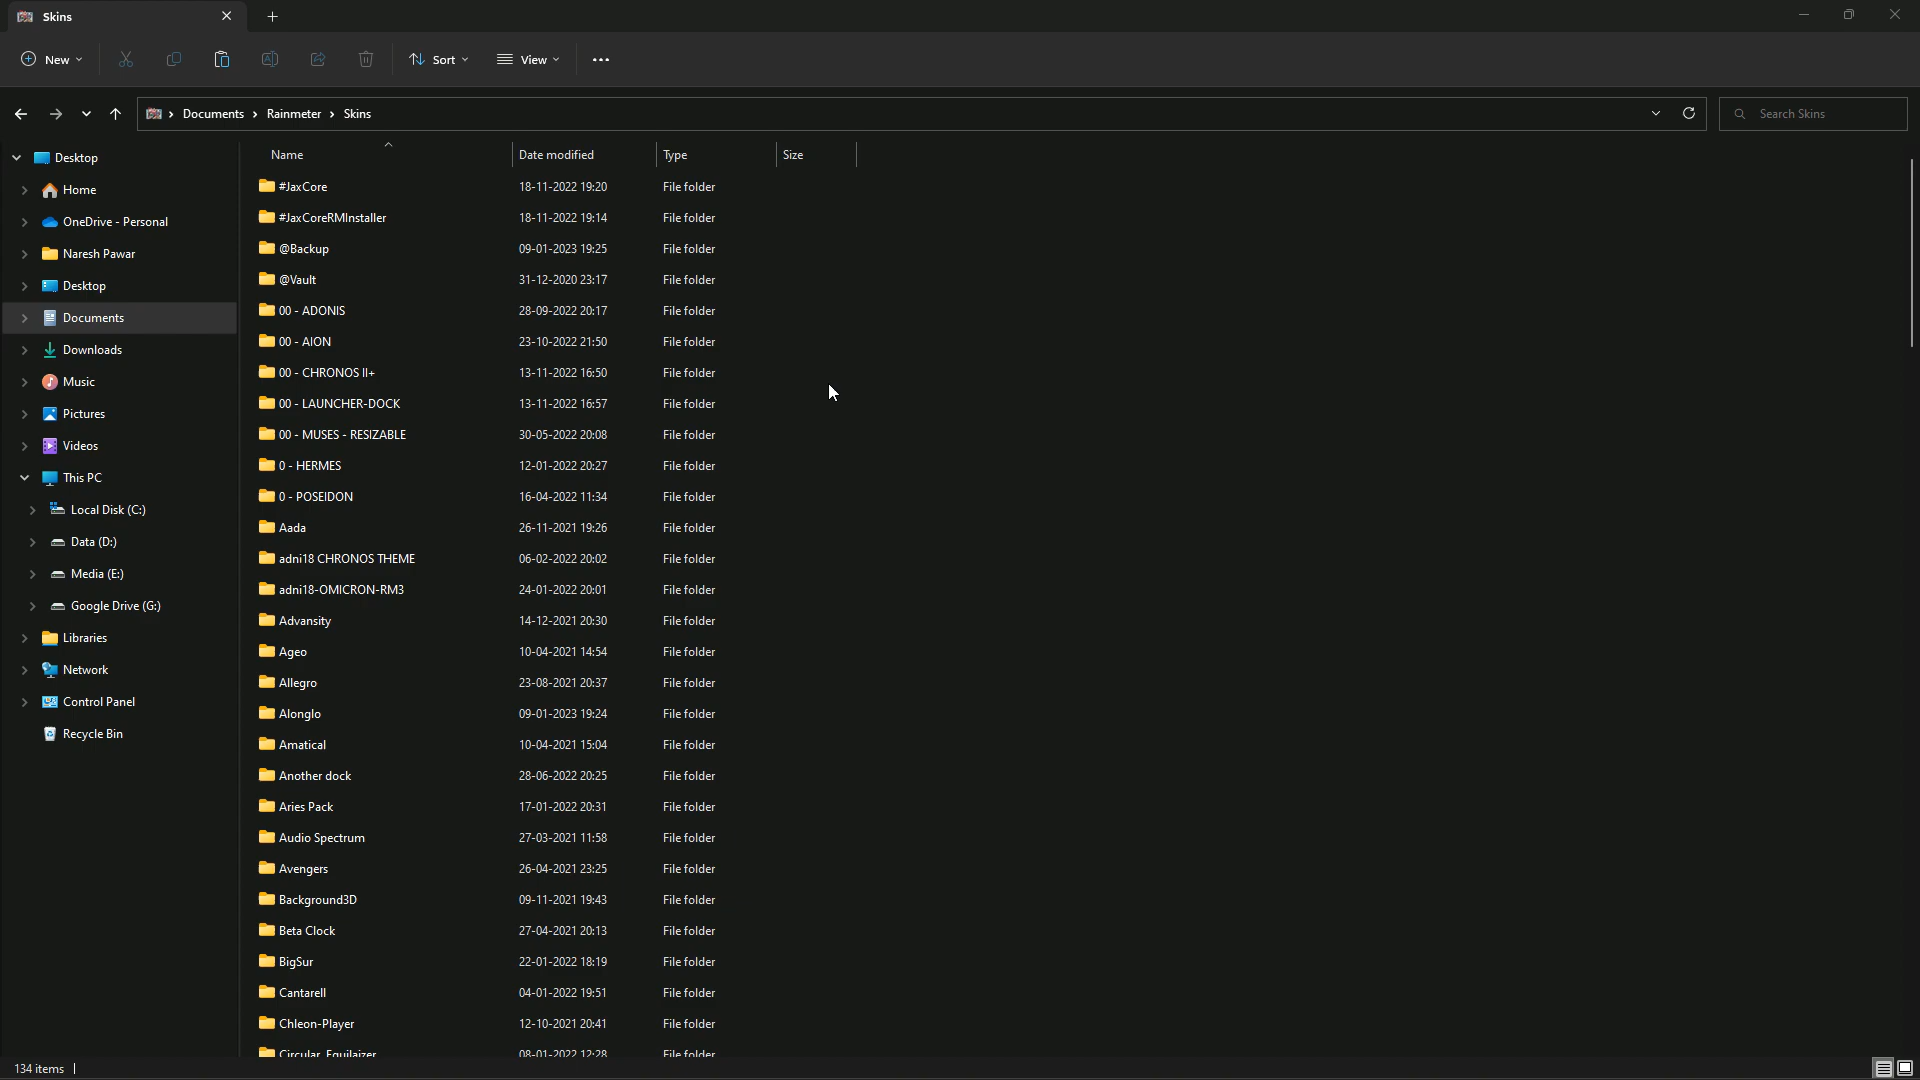 Skins
New
Sort
View
Documents > Rainmeter > Skins
Search Skins
Desktop
Home
OneDrive - Personal
Naresh Pawar
Desktop
Documents
Downloads
Music
Pictures
Videos
This PC
Local Disk (C:)
Data (D:)
Media (E:)
Google Drive (G:)
Libraries
Network
Control Panel
Recycle Bin
Name Date modified Type Size
#JaxCore 18-11-2022 19:20 File folder
#JaxCoreRMInstaller 18-11-2022 19:14 File folder
@Backup 09-01-2023 19:25 File folder
@Vault 31-12-2020 23:17 File folder
00 - ADONIS 28-09-2022 20:17 File folder
00 - AION 23-10-2022 21:50 File folder
00 - CHRONOS II+ 13-11-2022 16:50 File folder
00 - LAUNCHER-DOCK 13-11-2022 16:57 File folder
00 - MUSES - RESIZABLE 30-05-2022 20:08 File folder
0 - HERMES 12-01-2022 20:27 File folder
0 - POSEIDON 16-04-2022 11:34 File folder
Aada 26-11-2021 19:26 File folder
adni18 CHRONOS THEME 06-02-2022 20:02 File folder
adni18-OMICRON-RM3 24-01-2022 20:01 File folder
Advansity 14-12-2021 20:30 File folder
Ageo 10-04-2021 14:54 File folder
Allegro 23-08-2021 20:37 File folder
Alonglo 09-01-2023 19:24 File folder
Amatical 10-04-2021 15:04 File folder
Another dock 28-06-2022 20:25 File folder
Aries Pack 17-01-2022 20:31 File folder
Audio Spectrum 27-03-2021 11:58 File folder
Avengers 26-04-2021 23:25 File folder
Background3D 09-11-2021 19:43 File folder
Beta Clock 27-04-2021 20:13 File folder
BigSur 22-01-2022 18:19 File folder
Cantarell 04-01-2022 19:51 File folder
Chleon-Player 12-10-2021 20:41 File folder
Circular Equilaizer 08-01-2022 12:28 File folder
134 items